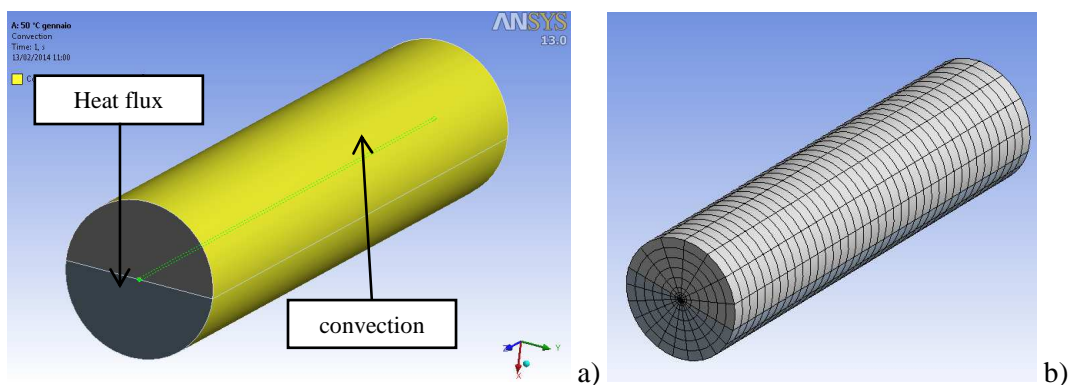 A: 50 °C gennaio
Convection
Time: 1, s
13/02/2014 11:00
ANSYS
13.0
Heat flux
convection
Z
Y
X
a)
b)